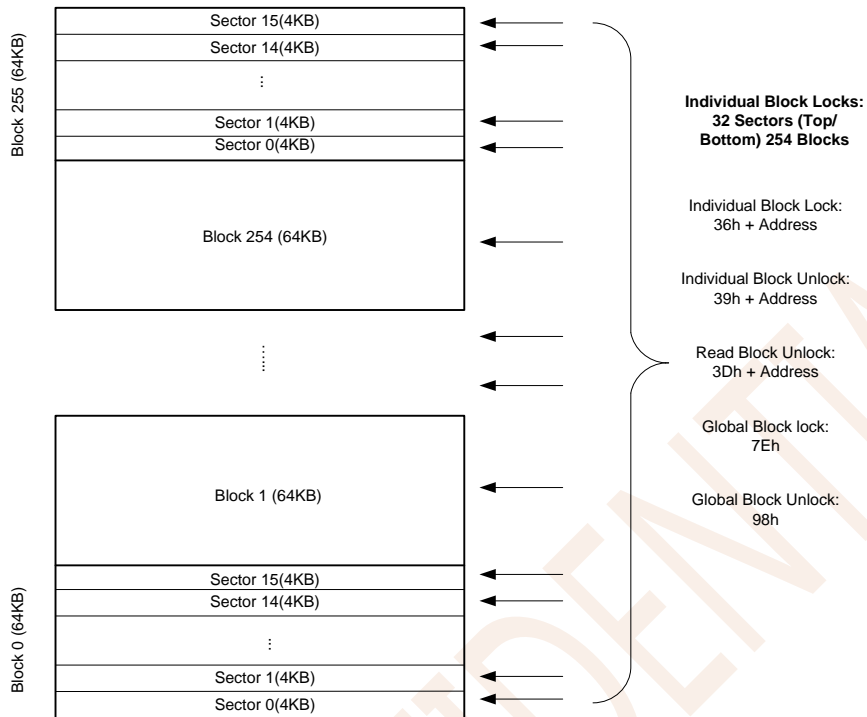 Block 255 (64KB)
Sector 15(4KB)
Sector 14(4KB)
⋮
Sector 1(4KB)
Sector 0(4KB)
Block 254 (64KB)
......
Block 1 (64KB)
Block 0 (64KB)
Sector 15(4KB)
Sector 14(4KB)
⋮
Sector 1(4KB)
Sector 0(4KB)
Individual Block Locks:
32 Sectors (Top/
Bottom) 254 Blocks
Individual Block Lock:
36h + Address
Individual Block Unlock:
39h + Address
Read Block Unlock:
3Dh + Address
Global Block lock:
7Eh
Global Block Unlock:
98h